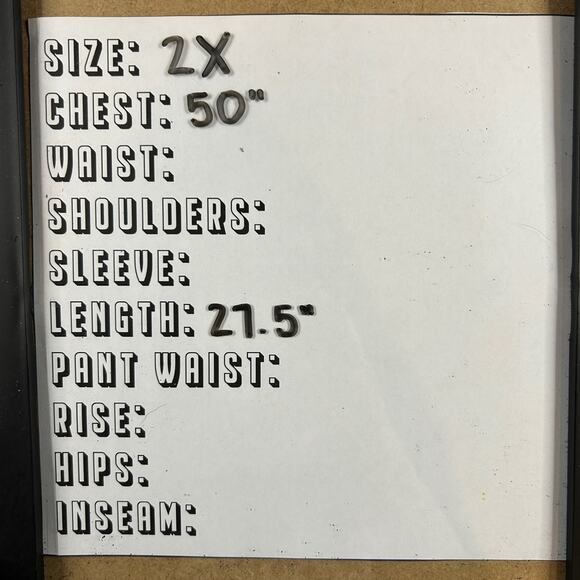 SIZE: 2X
CHEST: 50"
WAIST:
SHOULDERS:
SLEEVE:
LENGTH: 27.5"
PANT WAIST:
RISE:
HIPS:
INSEAM: